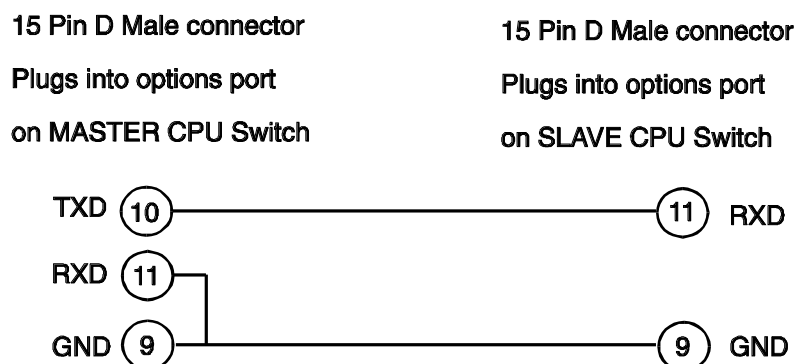 15 Pin D Male connector
Plugs into options port
on MASTER CPU Switch
15 Pin D Male connector
Plugs into options port
on SLAVE CPU Switch
TXD 10 11 RXD
RXD 11
GND 9 9 GND